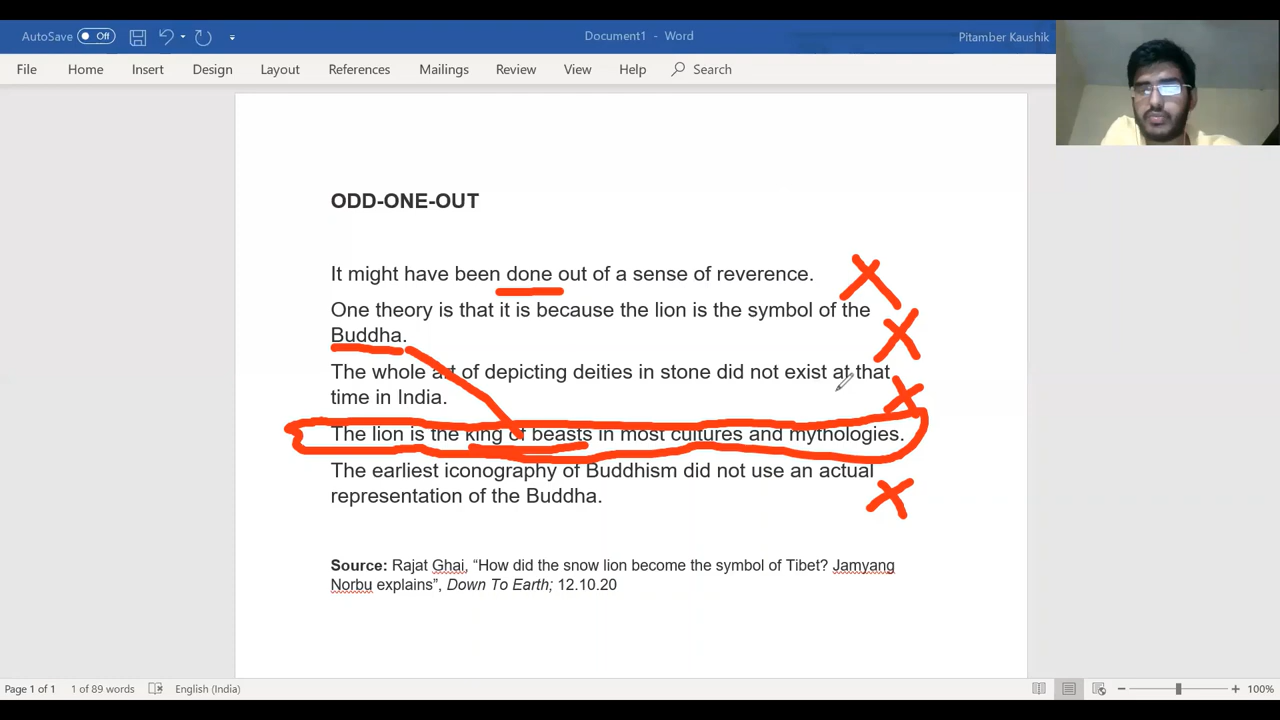 AutoSave Off Document1 - Word Pitamber Kaushik
File Home Insert Design Layout References Mailings Review View Help Search
ODD-ONE-OUT
It might have been done out of a sense of reverence.
One theory is that it is because the lion is the symbol of the
Buddha.
The whole art of depicting deities in stone did not exist at that
time in India.
The lion is the king of beasts in most cultures and mythologies.
The earliest iconography of Buddhism did not use an actual
representation of the Buddha.
Source: Rajat Ghai, “How did the snow lion become the symbol of Tibet? Jamyang
Norbu explains”, Down To Earth; 12.10.20
Page 1 of 1 1 of 89 words English (India) 100%